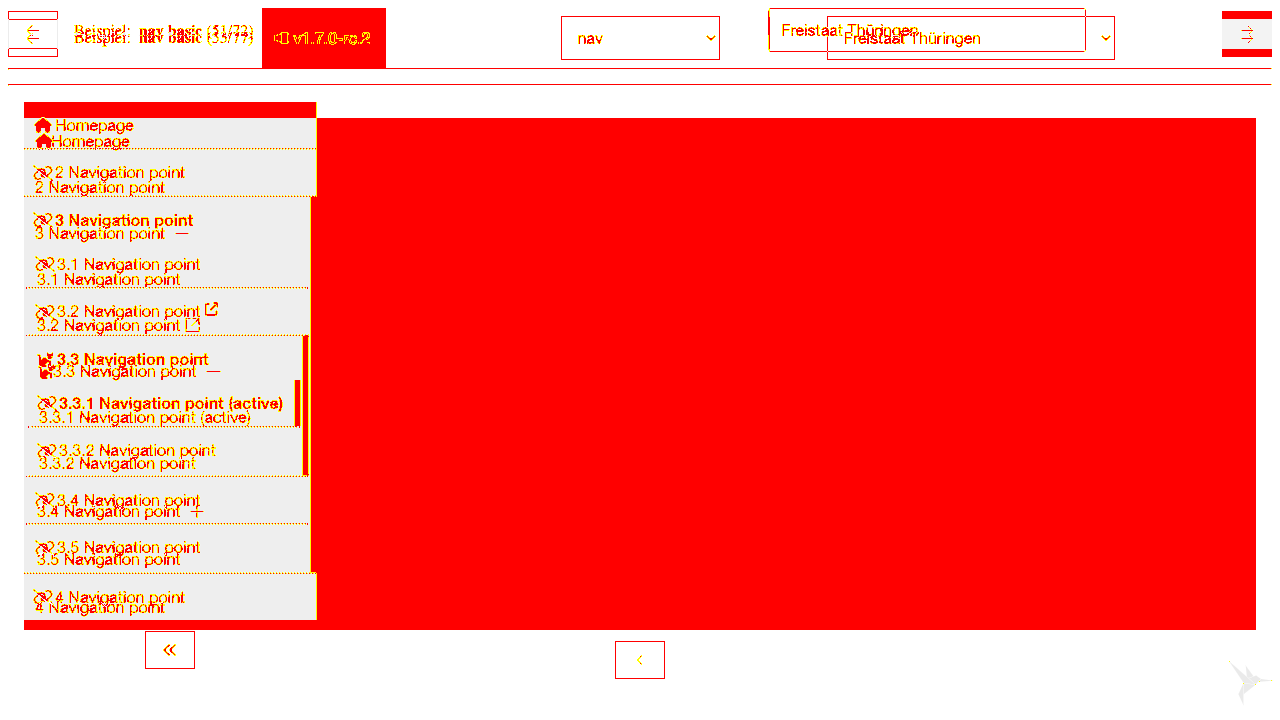 Beispiel: nav basic (51/72)
Beispiel: nav basic (55/77)
v1.7.0-rc.2
nav
Freistaat Thüringen
Freistaat Thüringen
Homepage
Homepage
2 Navigation point
2 Navigation point
3 Navigation point
3 Navigation point
3.1 Navigation point
3.1 Navigation point
3.2 Navigation point
3.2 Navigation point
3.3 Navigation point
3.3 Navigation point
3.3.1 Navigation point (active)
3.3.1 Navigation point (active)
3.3.2 Navigation point
3.3.2 Navigation point
3.4 Navigation point
3.4 Navigation point
3.5 Navigation point
3.5 Navigation point
4 Navigation point
4 Navigation point